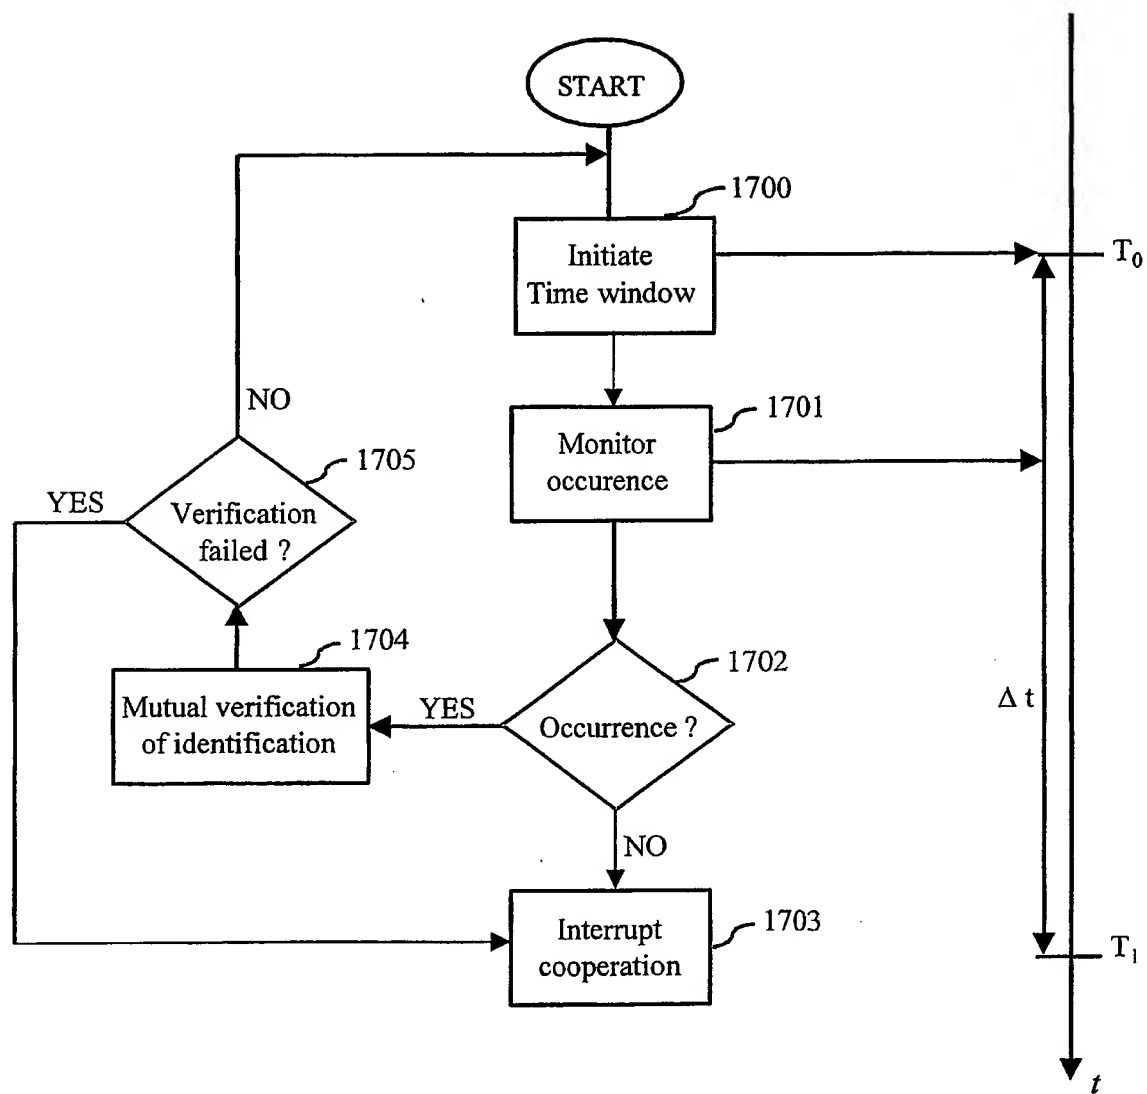 START
1700
Initiate
Time window
T0
NO
1701
Monitor
occurence
1705
YES
Verification
failed ?
1704
1702
Mutual verification
of identification
YES
Occurrence ?
Δ t
NO
1703
Interrupt
cooperation
T1
t